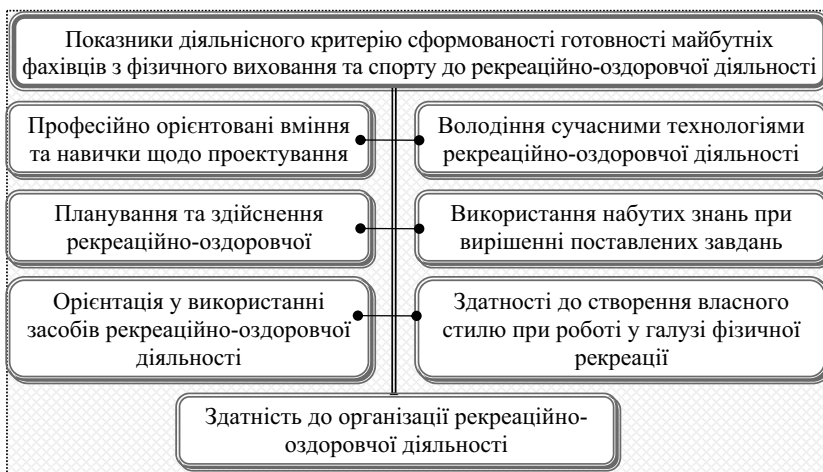 Показники діяльнісного критерію сформованості готовності майбутніх
фахівців з фізичного виховання та спорту до рекреаційно-оздоровчої діяльності
Професійно орієнтовані вміння
та навички щодо проектування
Володіння сучасними технологіями
рекреаційно-оздоровчої діяльності
Планування та здійснення
рекреаційно-оздоровчої
Використання набутих знань при
вирішенні поставлених завдань
Орієнтація у використанні
засобів рекреаційно-оздоровчої
діяльності
Здатності до створення власного
стилю при роботі у галузі фізичної
рекреації
Здатність до організації рекреаційно-
оздоровчої діяльності